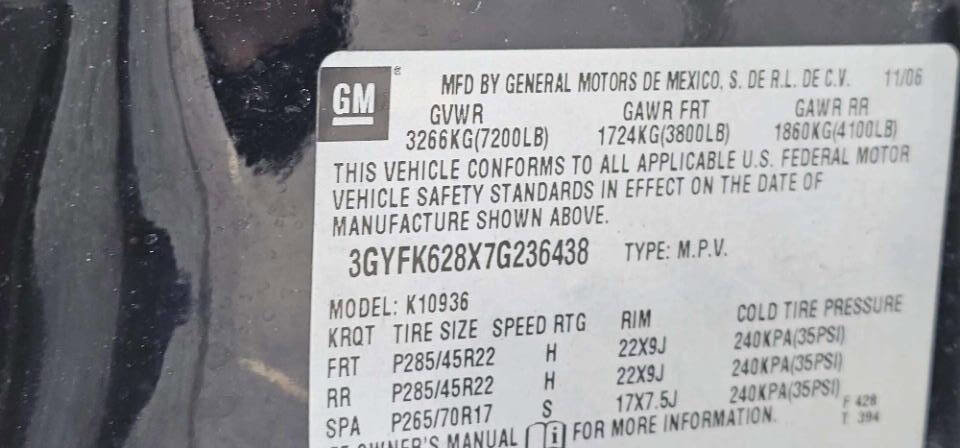 GM ®
MFD BY GENERAL MOTORS DE MEXICO, S. DE R.L. DE C.V. 11/06
GVWR GAWR FRT GAWR RR
3266KG(7200LB) 1724KG(3800LB) 1860KG(4100LB)
THIS VEHICLE CONFORMS TO ALL APPLICABLE U.S. FEDERAL MOTOR
VEHICLE SAFETY STANDARDS IN EFFECT ON THE DATE OF
MANUFACTURE SHOWN ABOVE.
3GYFK628X7G236438 TYPE: M.P.V.
MODEL: K10936
KRQT TIRE SIZE SPEED RTG RIM COLD TIRE PRESSURE
FRT P285/45R22 H 22X9J 240KPA(35PSI)
RR P285/45R22 H 22X9J 240KPA(35PSI)
SPA P265/70R17 S 17X7.5J 240KPA(35PSI)
OWNER'S MANUAL i FOR MORE INFORMATION. F 428
T 394